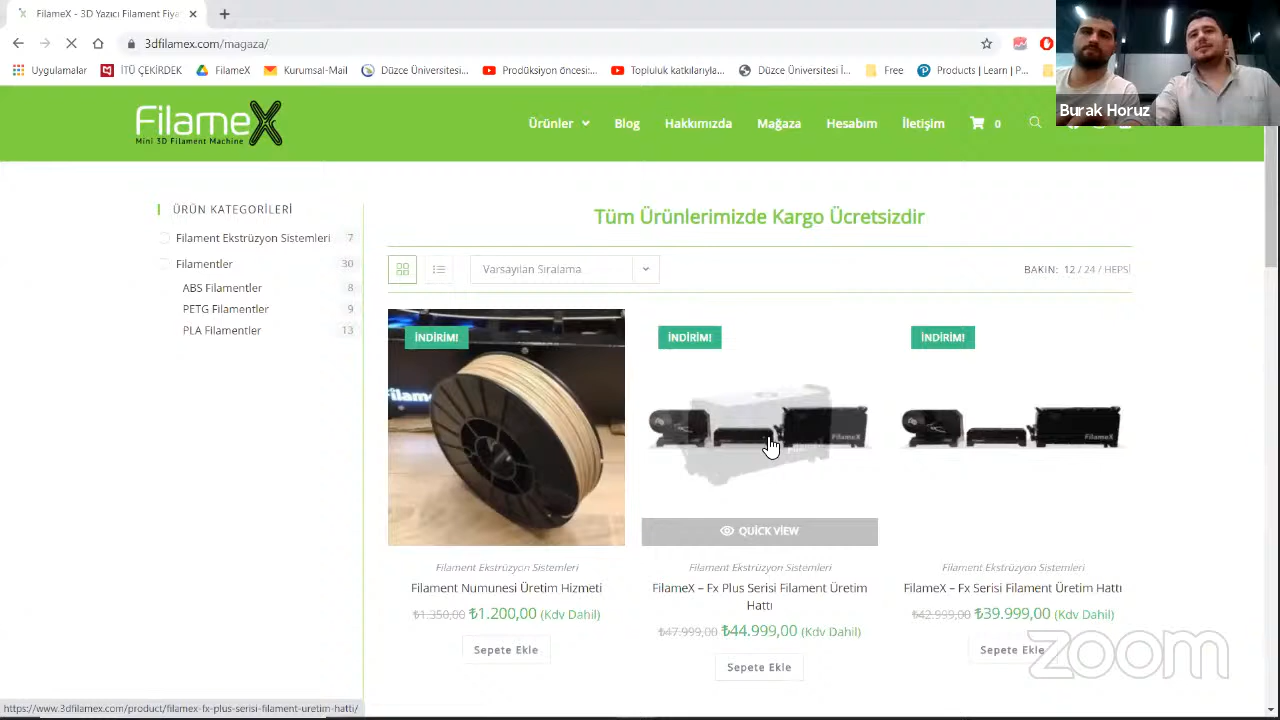 FilameX - 3D Yazıcı Filament Fiya
3dfilamex.com/magaza/
Uygulamalar
İTÜ ÇEKİRDEK
FilameX
Kurumsal-Mail
Düzce Üniversitesi...
Prodüksiyon öncesi:...
Topluluk katkılarıyla...
Düzce Üniversitesi İ...
Free
Products | Learn | P...
Burak Horuz
FilameX
Mini 3D Filament Machine
Ürünler
Blog
Hakkımızda
Mağaza
Hesabım
İletişim
0
ÜRÜN KATEGORİLERİ
Filament Ekstrüzyon Sistemleri 7
Filamentler 30
ABS Filamentler 8
PETG Filamentler 9
PLA Filamentler 13
Tüm Ürünlerimizde Kargo Ücretsizdir
Varsayılan Sıralama
BAKIN: 12 / 24 / HEPSİ
İNDİRİM!
İNDİRİM!
İNDİRİM!
FilameX
FilameX
QUİCK VİEW
Filament Ekstrüzyon Sistemleri
Filament Numunesi Üretim Hizmeti
₺1.350,00 ₺1.200,00 (Kdv Dahil)
Sepete Ekle
Filament Ekstrüzyon Sistemleri
FilameX – Fx Plus Serisi Filament Üretim
Hattı
₺47.999,00 ₺44.999,00 (Kdv Dahil)
Sepete Ekle
Filament Ekstrüzyon Sistemleri
FilameX – Fx Serisi Filament Üretim Hattı
₺42.999,00 ₺39.999,00 (Kdv Dahil)
Sepete Ekle
zoom
https://www.3dfilamex.com/product/filamex-fx-plus-serisi-filament-uretim-hatti/